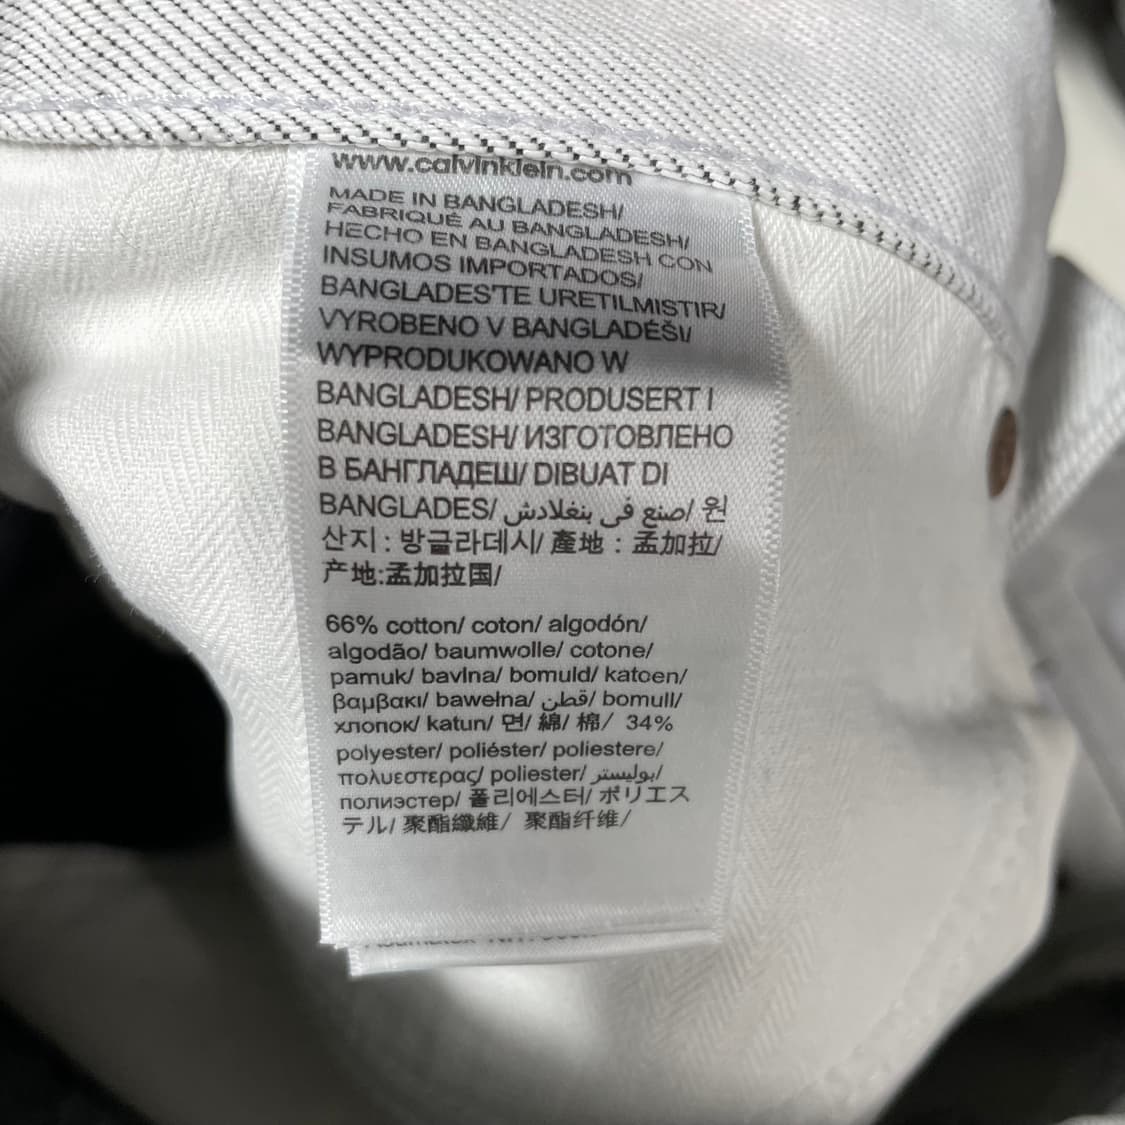 www.calvinklein.com
MADE IN BANGLADESH/
FABRIQUÉ AU BANGLADESH/
HECHO EN BANGLADESH CON
INSUMOS IMPORTADOS/
BANGLADES'TE URETILMISTIR/
VYROBENO V BANGLADÉŠI/
WYPRODUKOWANO W
BANGLADESH/ PRODUSERT I
BANGLADESH/ ИЗГОТОВЛЕНО
В БАНГЛАДЕШ/ DIBUAT DI
BANGLADES/ صنع فى بنغلادش/ 원
산지 : 방글라데시/ 產地 : 孟加拉/
产地:孟加拉国/
66% cotton/ coton/ algodón/
algodão/ baumwolle/ cotone/
pamuk/ bavlna/ bomuld/ katoen/
βαμβακι/ bawełna/ قطن/ bomull/
хлопок/ katun/ 면/ 綿/ 棉/ 34%
polyester/ poliéster/ poliestere/
πολυεστερας/ poliester/ بوليستر/
полиэстер/ 폴리에스터/ ポリエス
テル/ 聚酯纖維/ 聚酯纤维/